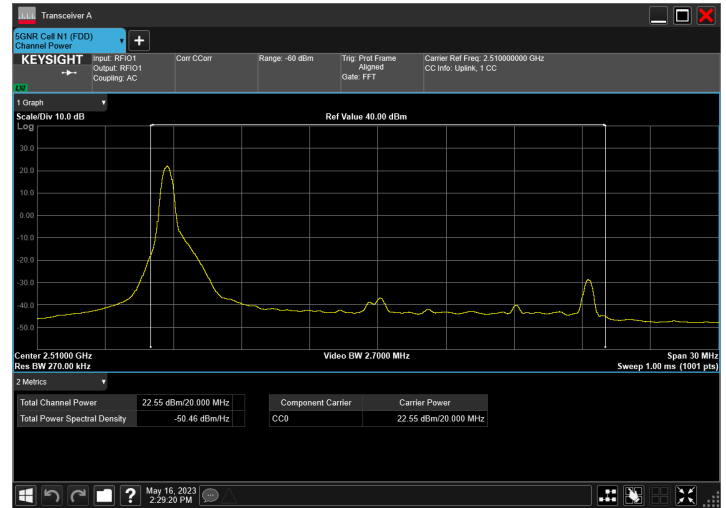 Transceiver A
5GNR Cell N1 (FDD)
Channel Power
+
KEYSIGHT
LXI
Input: RFIO1
Output: RFIO1
Coupling: AC
Corr CCorr
Range: -60 dBm
Trig: Prot Frame
Aligned
Gate: FFT
Carrier Ref Freq: 2.510000000 GHz
CC Info: Uplink, 1 CC
1 Graph
Scale/Div 10.0 dB
Ref Value 40.00 dBm
Log
30.0
20.0
10.0
0.00
-10.0
-20.0
-30.0
-40.0
-50.0
Center 2.51000 GHz
Video BW 2.7000 MHz
Span 30 MHz
Res BW 270.00 kHz
Sweep 1.00 ms (1001 pts)
2 Metrics
Total Channel Power 22.55 dBm/20.000 MHz
Total Power Spectral Density -50.46 dBm/Hz
Component Carrier Carrier Power
CC0 22.55 dBm/20.000 MHz
?
May 16, 2023
2:29:20 PM